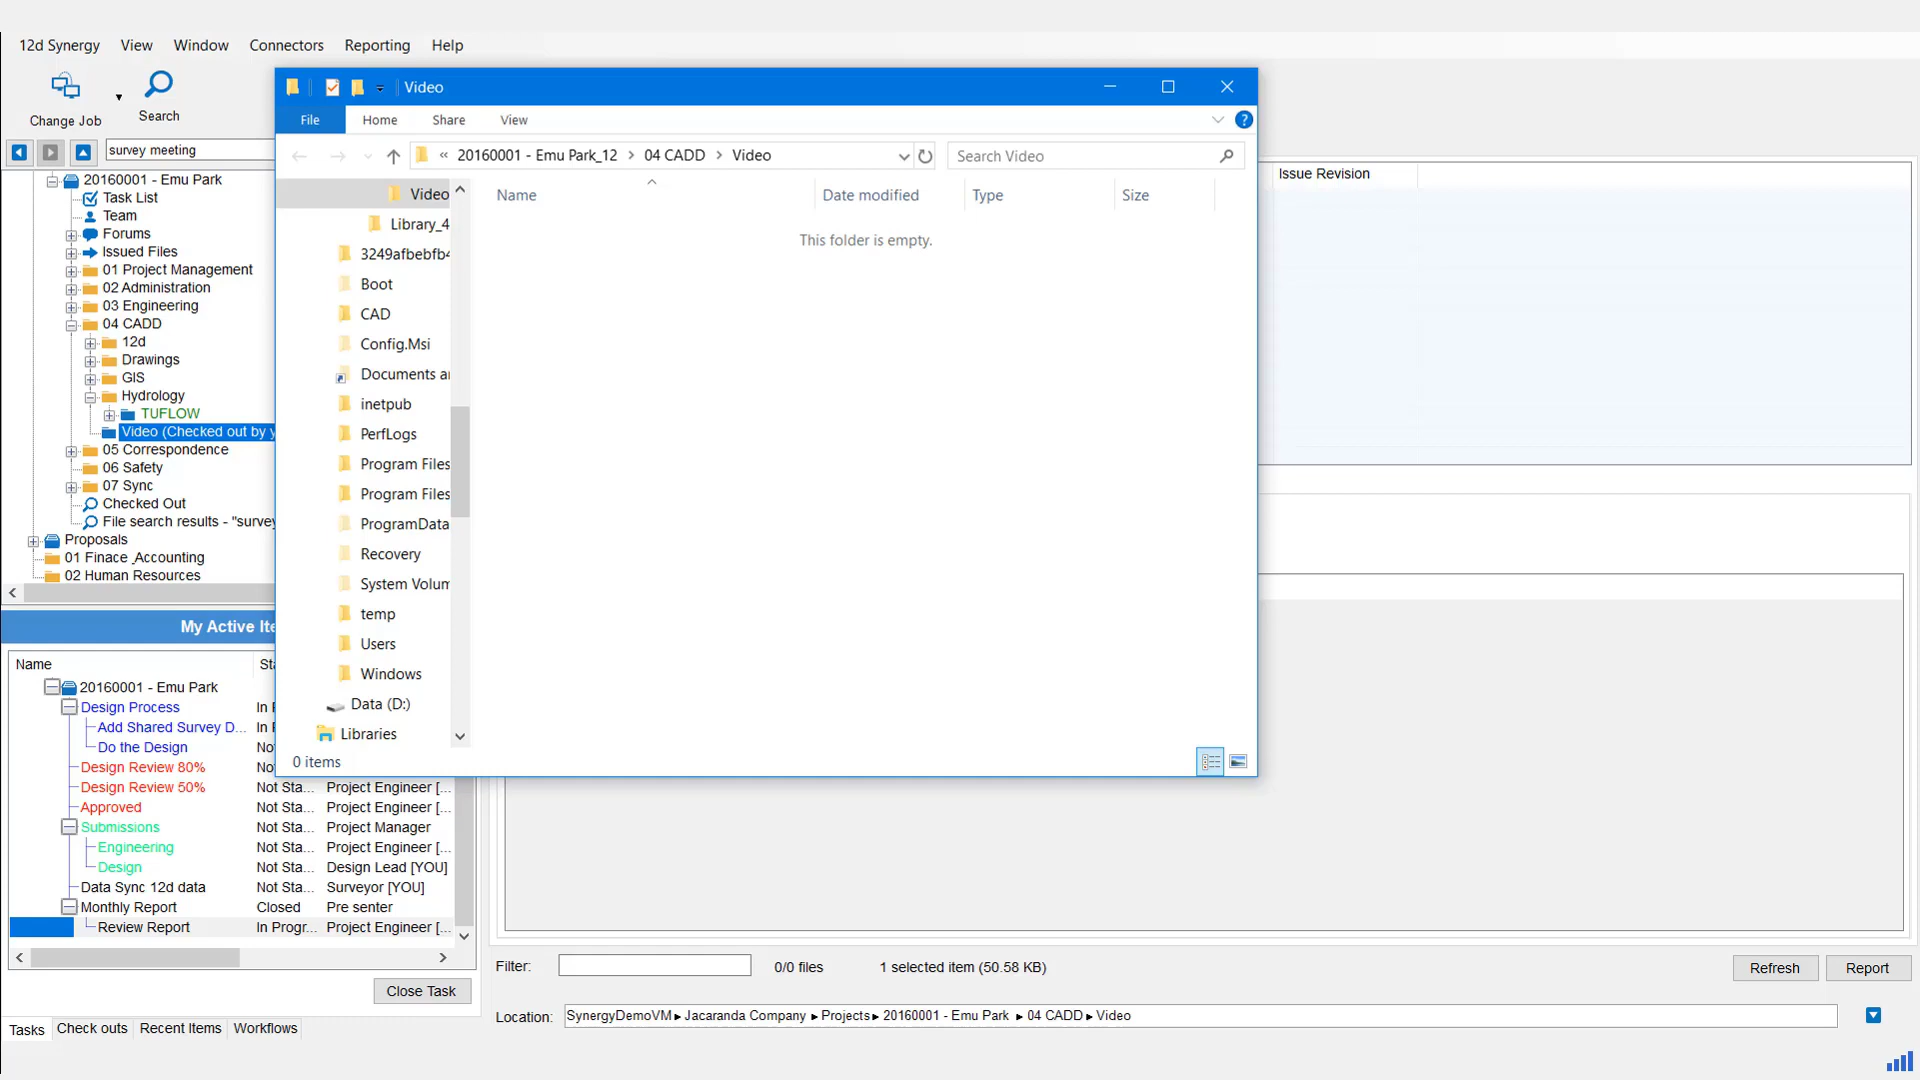 12d Synergy View Window Connectors Reporting Help
Change Job
Search
survey meeting
20160001 - Emu Park
Task List
Team
Forums
Issued Files
01 Project Management
02 Administration
03 Engineering
04 CADD
12d
Drawings
GIS
Hydrology
TUFLOW
Video (Checked out by y
05 Correspondence
06 Safety
07 Sync
Checked Out
File search results - "survey
Proposals
01 Finace_Accounting
02 Human Resources
Video
File Home Share View
« 20160001 - Emu Park_12 > 04 CADD > Video
Search Video
Video
Library_4
3249afbebfb4
Boot
CAD
Config.Msi
Documents ar
inetpub
PerfLogs
Program Files
Program Files
ProgramData
Recovery
System Volum
temp
Users
Windows
Data (D:)
Libraries
Name Date modified Type Size
This folder is empty.
0 items
Issue Revision
My Active Ite
Name Sta
20160001 - Emu Park
Design Process In P
Add Shared Survey D... In P
Do the Design No
Design Review 80% No
Design Review 50% Not Sta... Project Engineer [...
Approved Not Sta... Project Engineer [...
Submissions Not Sta... Project Manager
Engineering Not Sta... Project Engineer [...
Design Not Sta... Design Lead [YOU]
Data Sync 12d data Not Sta... Surveyor [YOU]
Monthly Report Closed Pre senter
Review Report In Progr... Project Engineer [...
Close Task
Tasks Check outs Recent Items Workflows
Filter: 0/0 files 1 selected item (50.58 KB) Refresh Report
Location: SynergyDemoVM▸Jacaranda Company ▸Projects▸ 20160001 - Emu Park ▸04 CADD▸Video